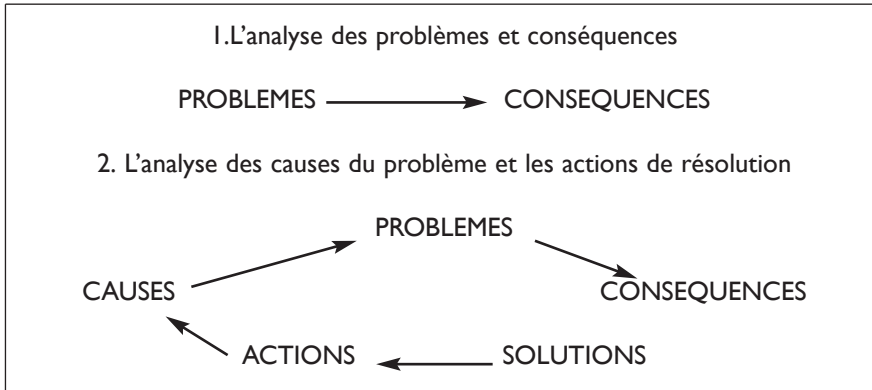 1.L'analyse des problèmes et conséquences
PROBLEMES CONSEQUENCES
2. L'analyse des causes du problème et les actions de résolution
PROBLEMES
CAUSES CONSEQUENCES
ACTIONS SOLUTIONS